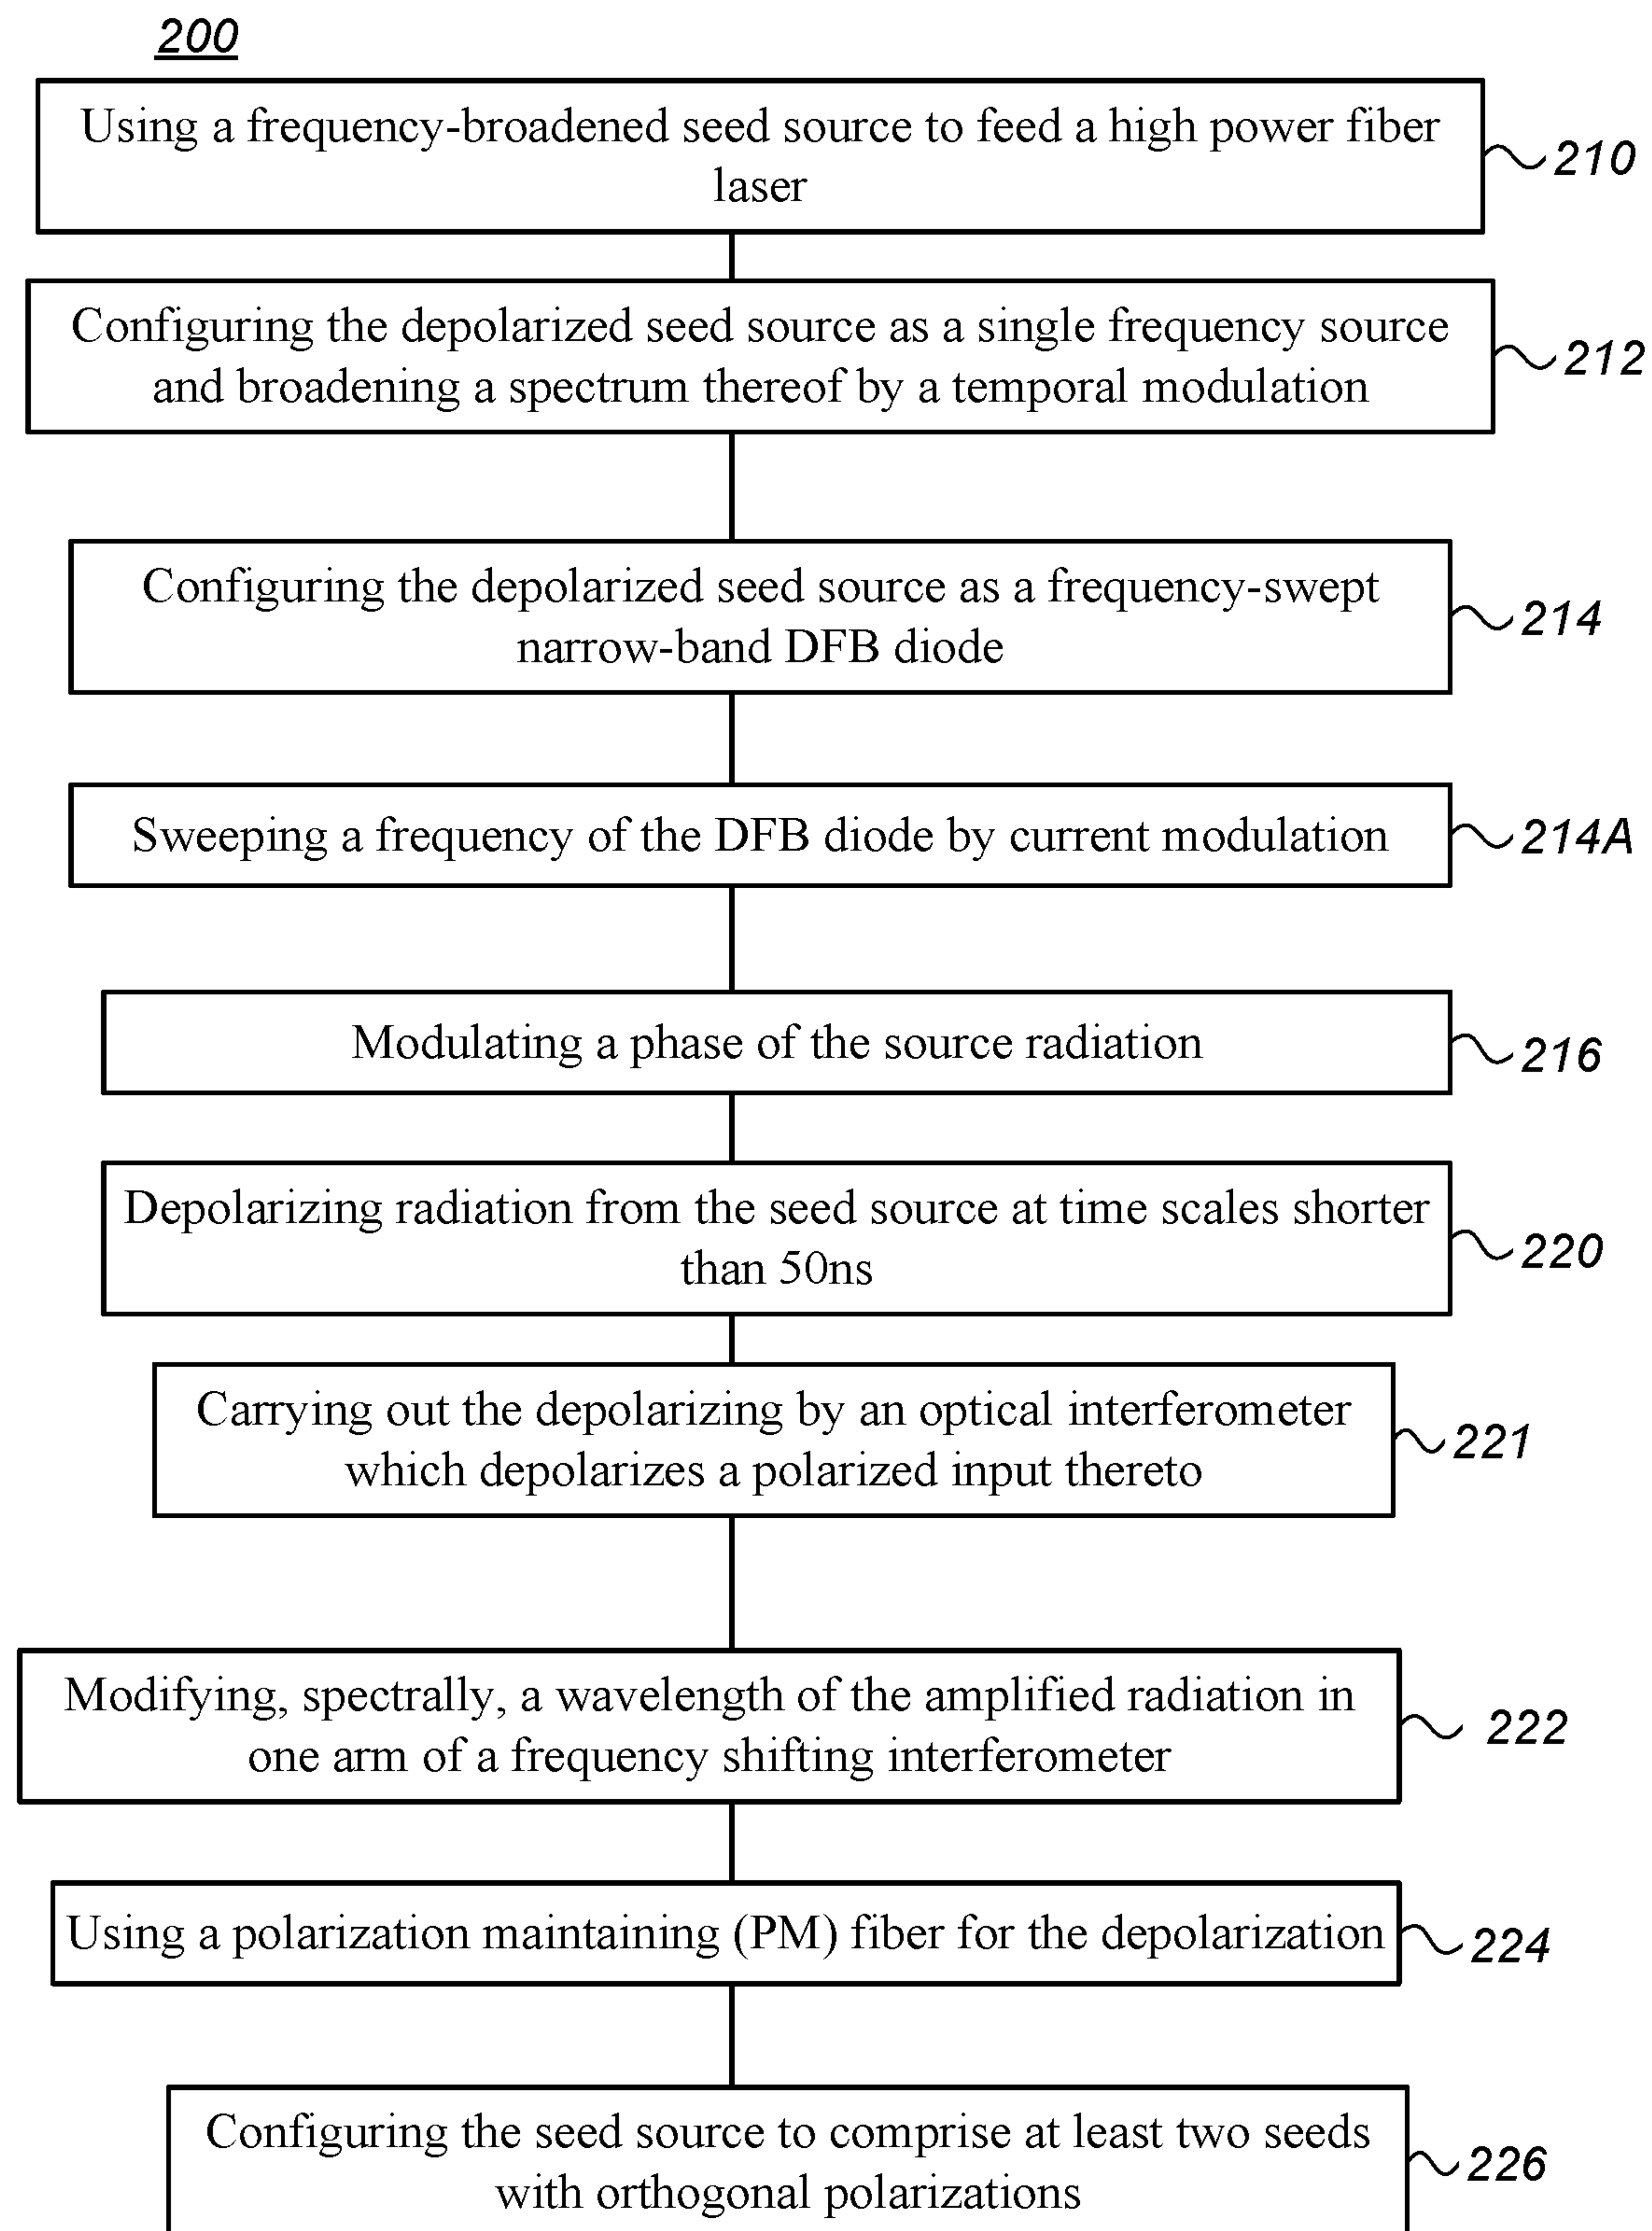 200
Using a frequency-broadened seed source to feed a high power fiber
laser
210
Configuring the depolarized seed source as a single frequency source
and broadening a spectrum thereof by a temporal modulation
212
Configuring the depolarized seed source as a frequency-swept
narrow-band DFB diode
214
Sweeping a frequency of the DFB diode by current modulation
214A
Modulating a phase of the source radiation
216
Depolarizing radiation from the seed source at time scales shorter
than 50ns
220
Carrying out the depolarizing by an optical interferometer
which depolarizes a polarized input thereto
221
Modifying, spectrally, a wavelength of the amplified radiation in
one arm of a frequency shifting interferometer
222
Using a polarization maintaining (PM) fiber for the depolarization
224
Configuring the seed source to comprise at least two seeds
with orthogonal polarizations
226